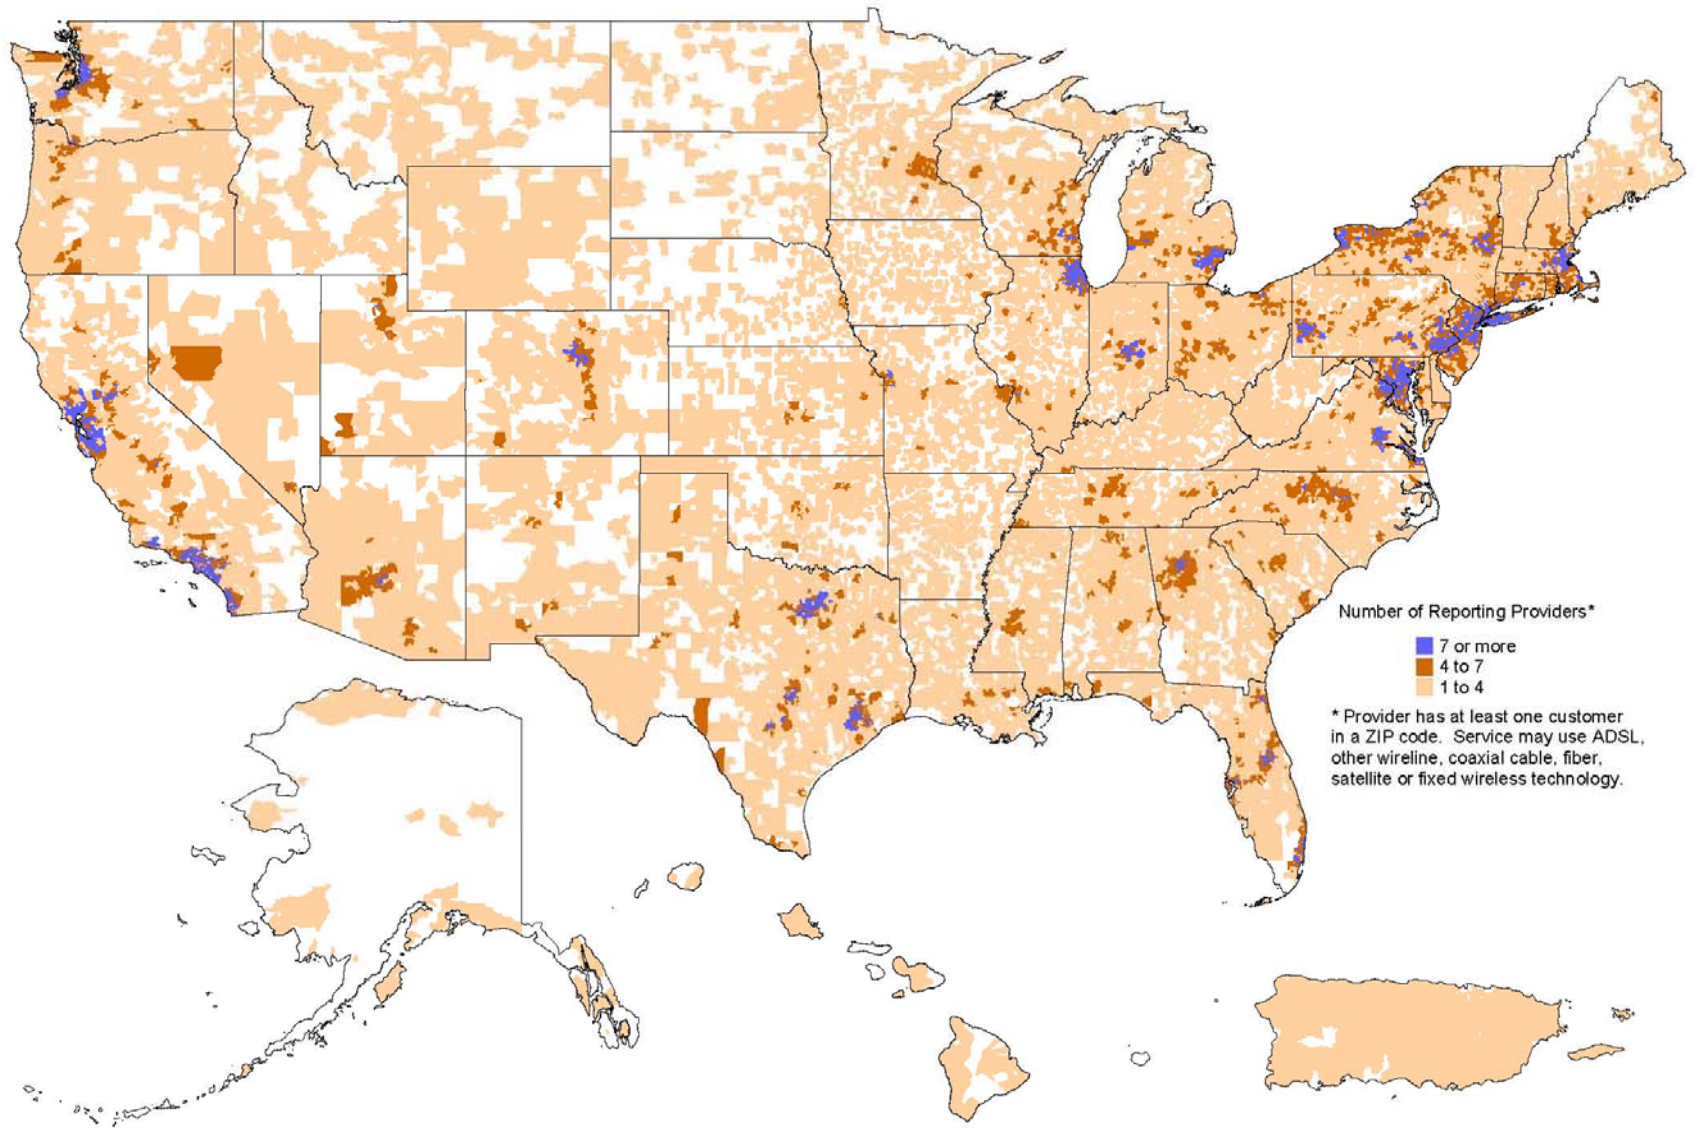 Number of Reporting Providers*
7 or more
4 to 7
1 to 4
* Provider has at least one customer
in a ZIP code. Service may use ADSL,
other wireline, coaxial cable, fiber,
satellite or fixed wireless technology.